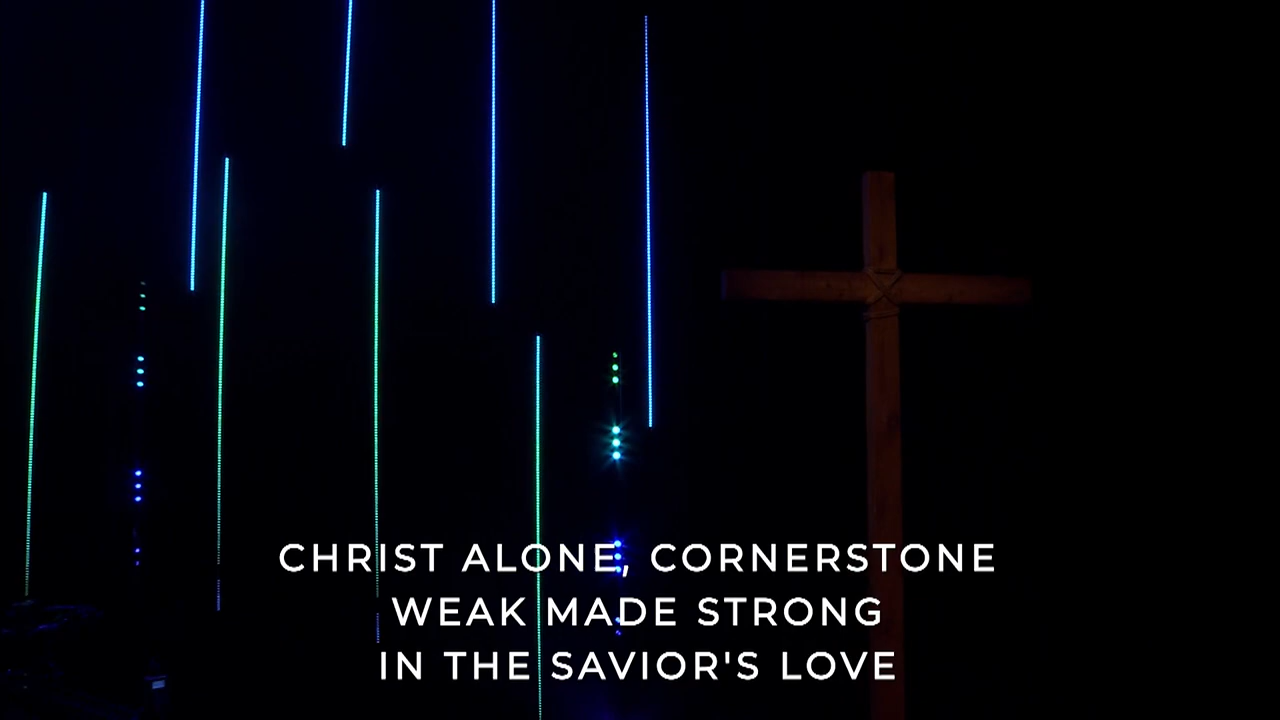 CHRIST ALONE, CORNERSTONE
WEAK MADE STRONG
IN THE SAVIOR'S LOVE